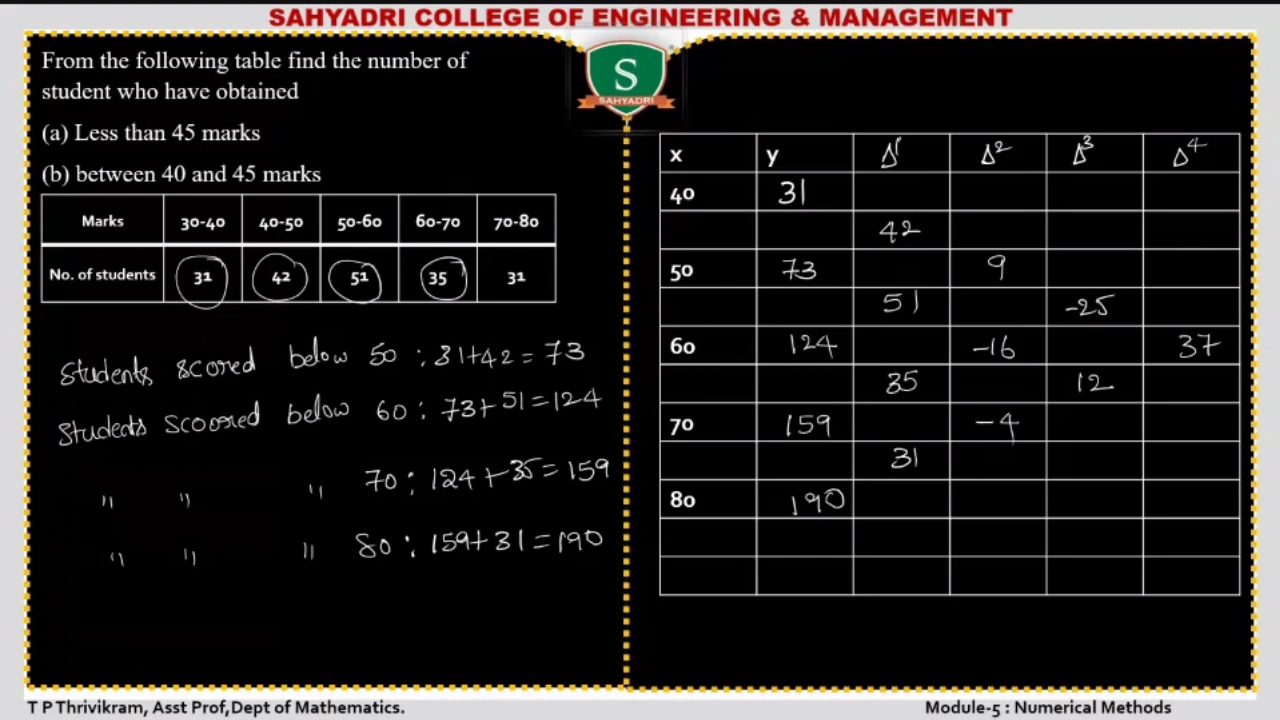 SAHYADRI COLLEGE OF ENGINEERING & MANAGEMENT
From the following table find the number of
student who have obtained
(a) Less than 45 marks
(b) between 40 and 45 marks
Marks 30-40 40-50 50-60 60-70 70-80
No. of students 31 42 51 35 31
Students scored below 50 : 31+42=73
Students scoored below 60 : 73+51=124
" " " 70 : 124+35=159
" " " 80 : 159+31=190
S
SAHYADRI
x y Δ¹ Δ² Δ³ Δ⁴
40 31
42
50 73 9
51 -25
60 124 -16 37
35 12
70 159 -4
31
80 190
T P Thrivikram, Asst Prof,Dept of Mathematics.
Module-5 : Numerical Methods